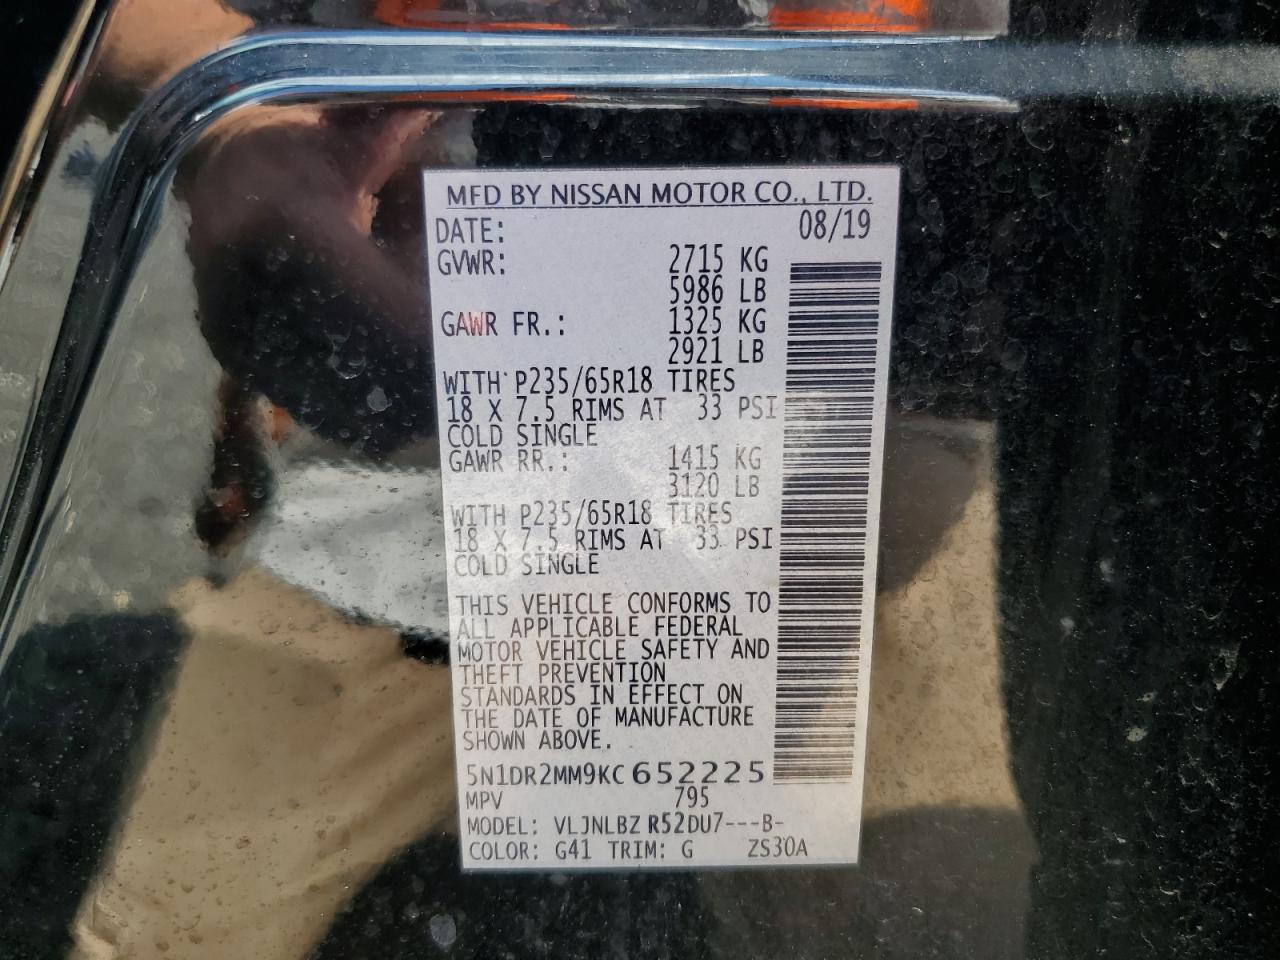 MFD BY NISSAN MOTOR CO., LTD.
DATE: 08/19
GVWR: 2715 KG
5986 LB
GAWR FR.: 1325 KG
2921 LB
WITH P235/65R18 TIRES
18 X 7.5 RIMS AT 33 PSI
COLD SINGLE
GAWR RR.: 1415 KG
3120 LB
WITH P235/65R18 TIRES
18 X 7.5 RIMS AT 33 PSI
COLD SINGLE
THIS VEHICLE CONFORMS TO
ALL APPLICABLE FEDERAL
MOTOR VEHICLE SAFETY AND
THEFT PREVENTION
STANDARDS IN EFFECT ON
THE DATE OF MANUFACTURE
SHOWN ABOVE.
5N1DR2MM9KC652225
MPV 795
MODEL: VLJNLBZ R52DU7---B-
COLOR: G41 TRIM: G ZS30A